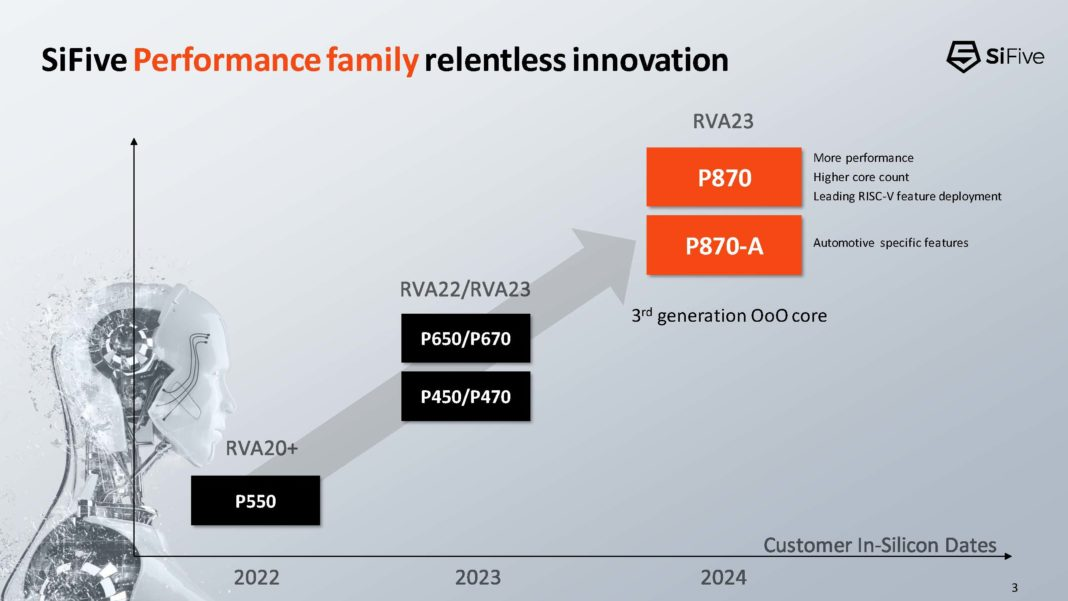 SiFive Performance family relentless innovation
SiFive
RVA23
P870
More performance
Higher core count
Leading RISC-V feature deployment
P870-A
Automotive specific features
3rd generation OoO core
RVA22/RVA23
P650/P670
P450/P470
RVA20+
P550
Customer In-Silicon Dates
2022
2023
2024
3